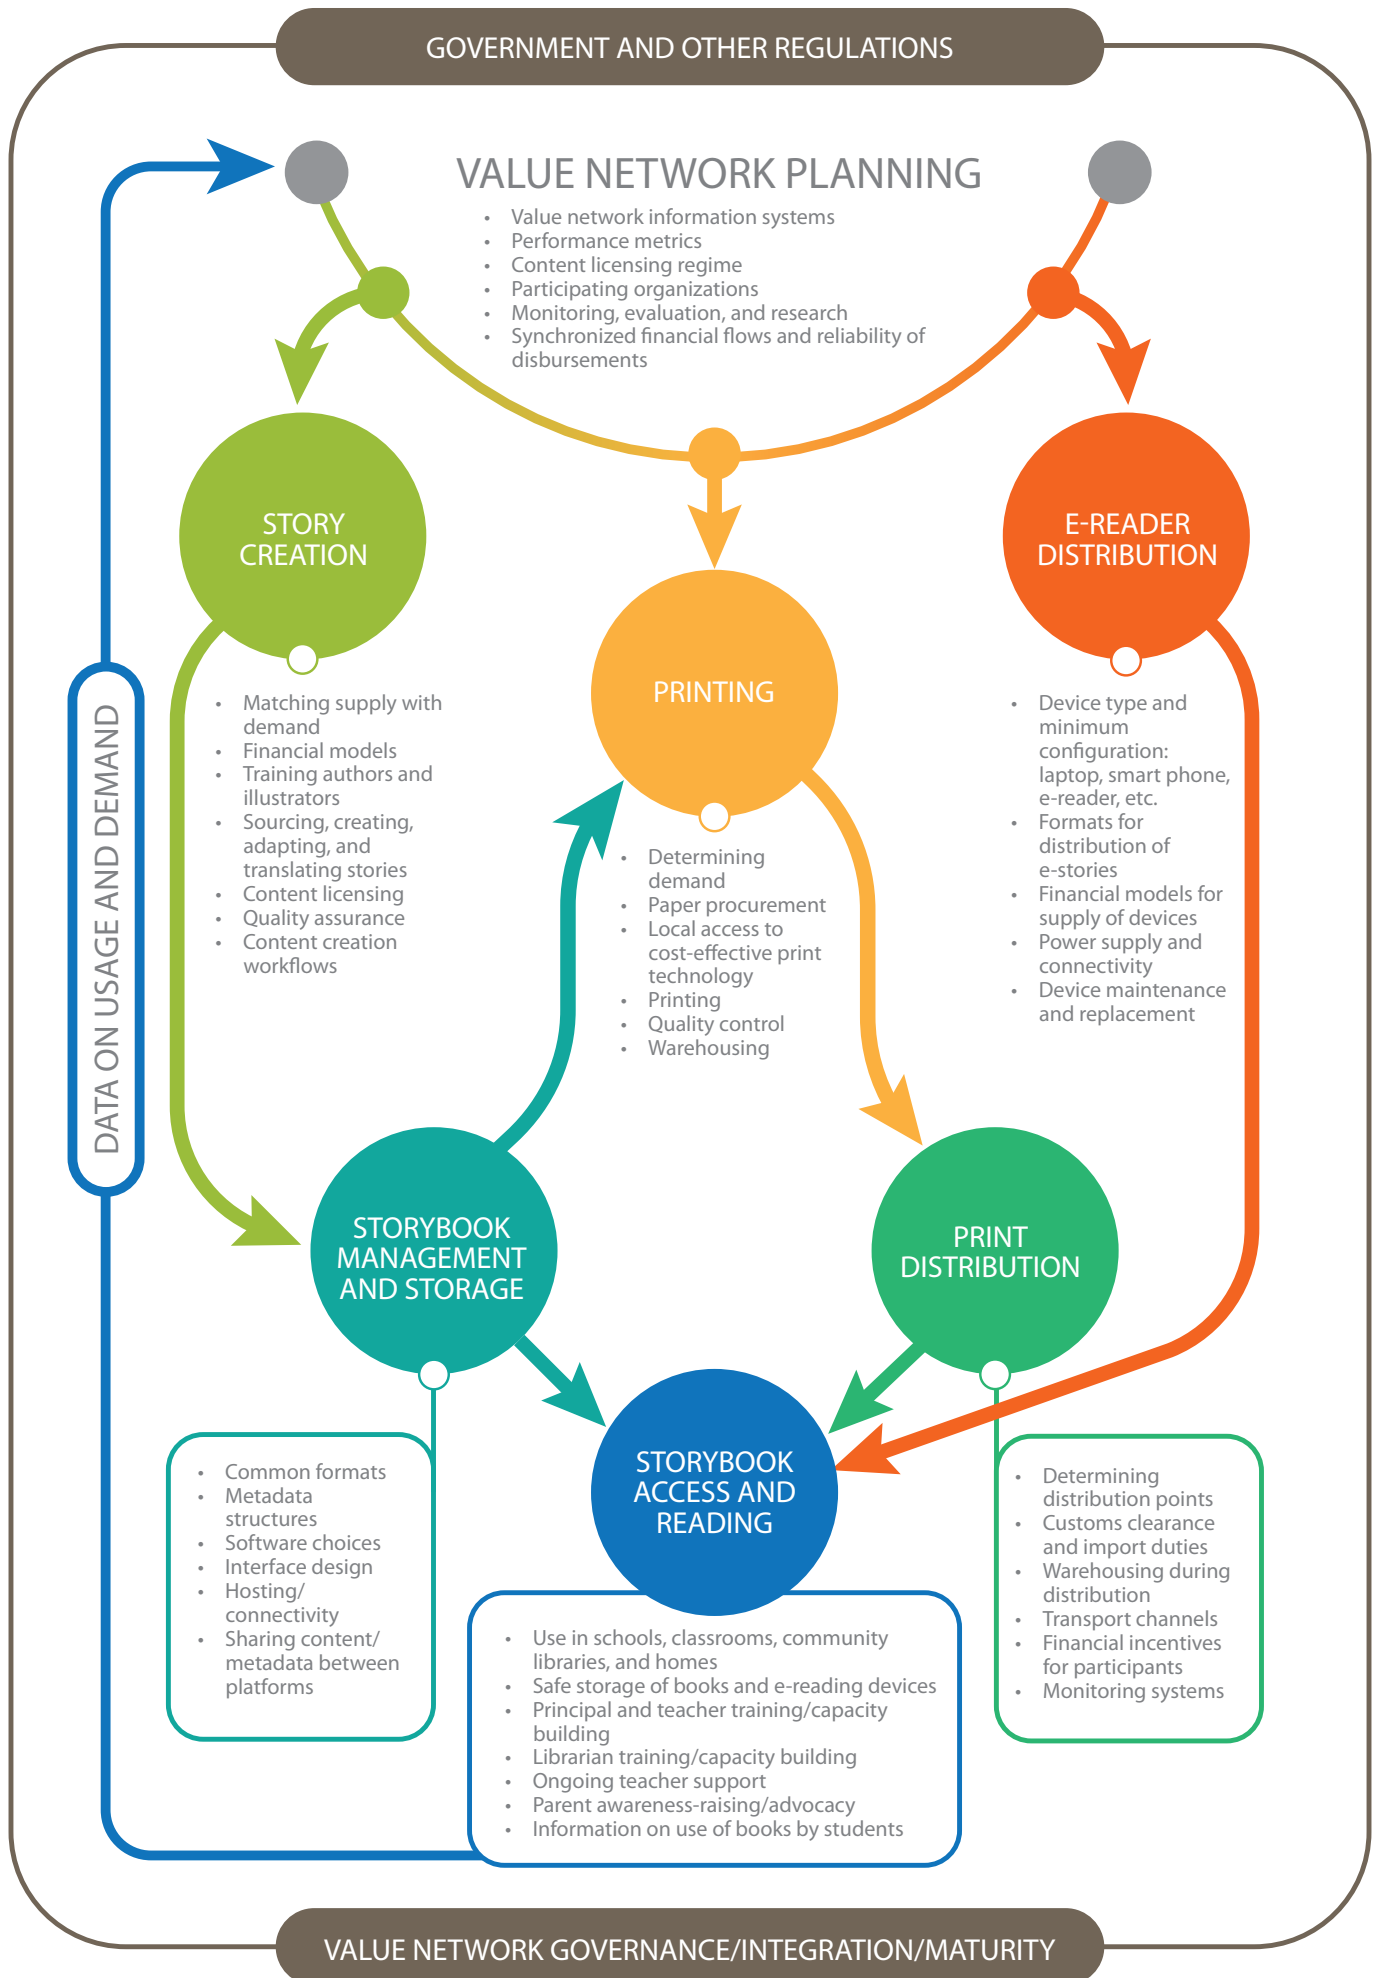 GOVERNMENT AND OTHER REGULATIONS
VALUE NETWORK PLANNING
• Value network information systems
• Performance metrics
• Content licensing regime
• Participating organizations
• Monitoring, evaluation, and research
• Synchronized financial flows and reliability of
disbursements
STORY
CREATION
• Matching supply with
demand
• Financial models
• Training authors and
illustrators
• Sourcing, creating,
adapting, and
translating stories
• Content licensing
• Quality assurance
• Content creation
workflows
PRINTING
• Determining
demand
• Paper procurement
• Local access to
cost-effective print
technology
• Printing
• Quality control
• Warehousing
E-READER
DISTRIBUTION
• Device type and
minimum
configuration:
laptop, smart phone,
e-reader, etc.
• Formats for
distribution of
e-stories
• Financial models for
supply of devices
• Power supply and
connectivity
• Device maintenance
and replacement
DATA ON USAGE AND DEMAND
STORYBOOK
MANAGEMENT
AND STORAGE
• Common formats
• Metadata
structures
• Software choices
• Interface design
• Hosting/
connectivity
• Sharing content/
metadata between
platforms
PRINT
DISTRIBUTION
• Determining
distribution points
• Customs clearance
and import duties
• Warehousing during
distribution
• Transport channels
• Financial incentives
for participants
• Monitoring systems
STORYBOOK
ACCESS AND
READING
• Use in schools, classrooms, community
libraries, and homes
• Safe storage of books and e-reading devices
• Principal and teacher training/capacity
building
• Librarian training/capacity building
• Ongoing teacher support
• Parent awareness-raising/advocacy
• Information on use of books by students
VALUE NETWORK GOVERNANCE/INTEGRATION/MATURITY